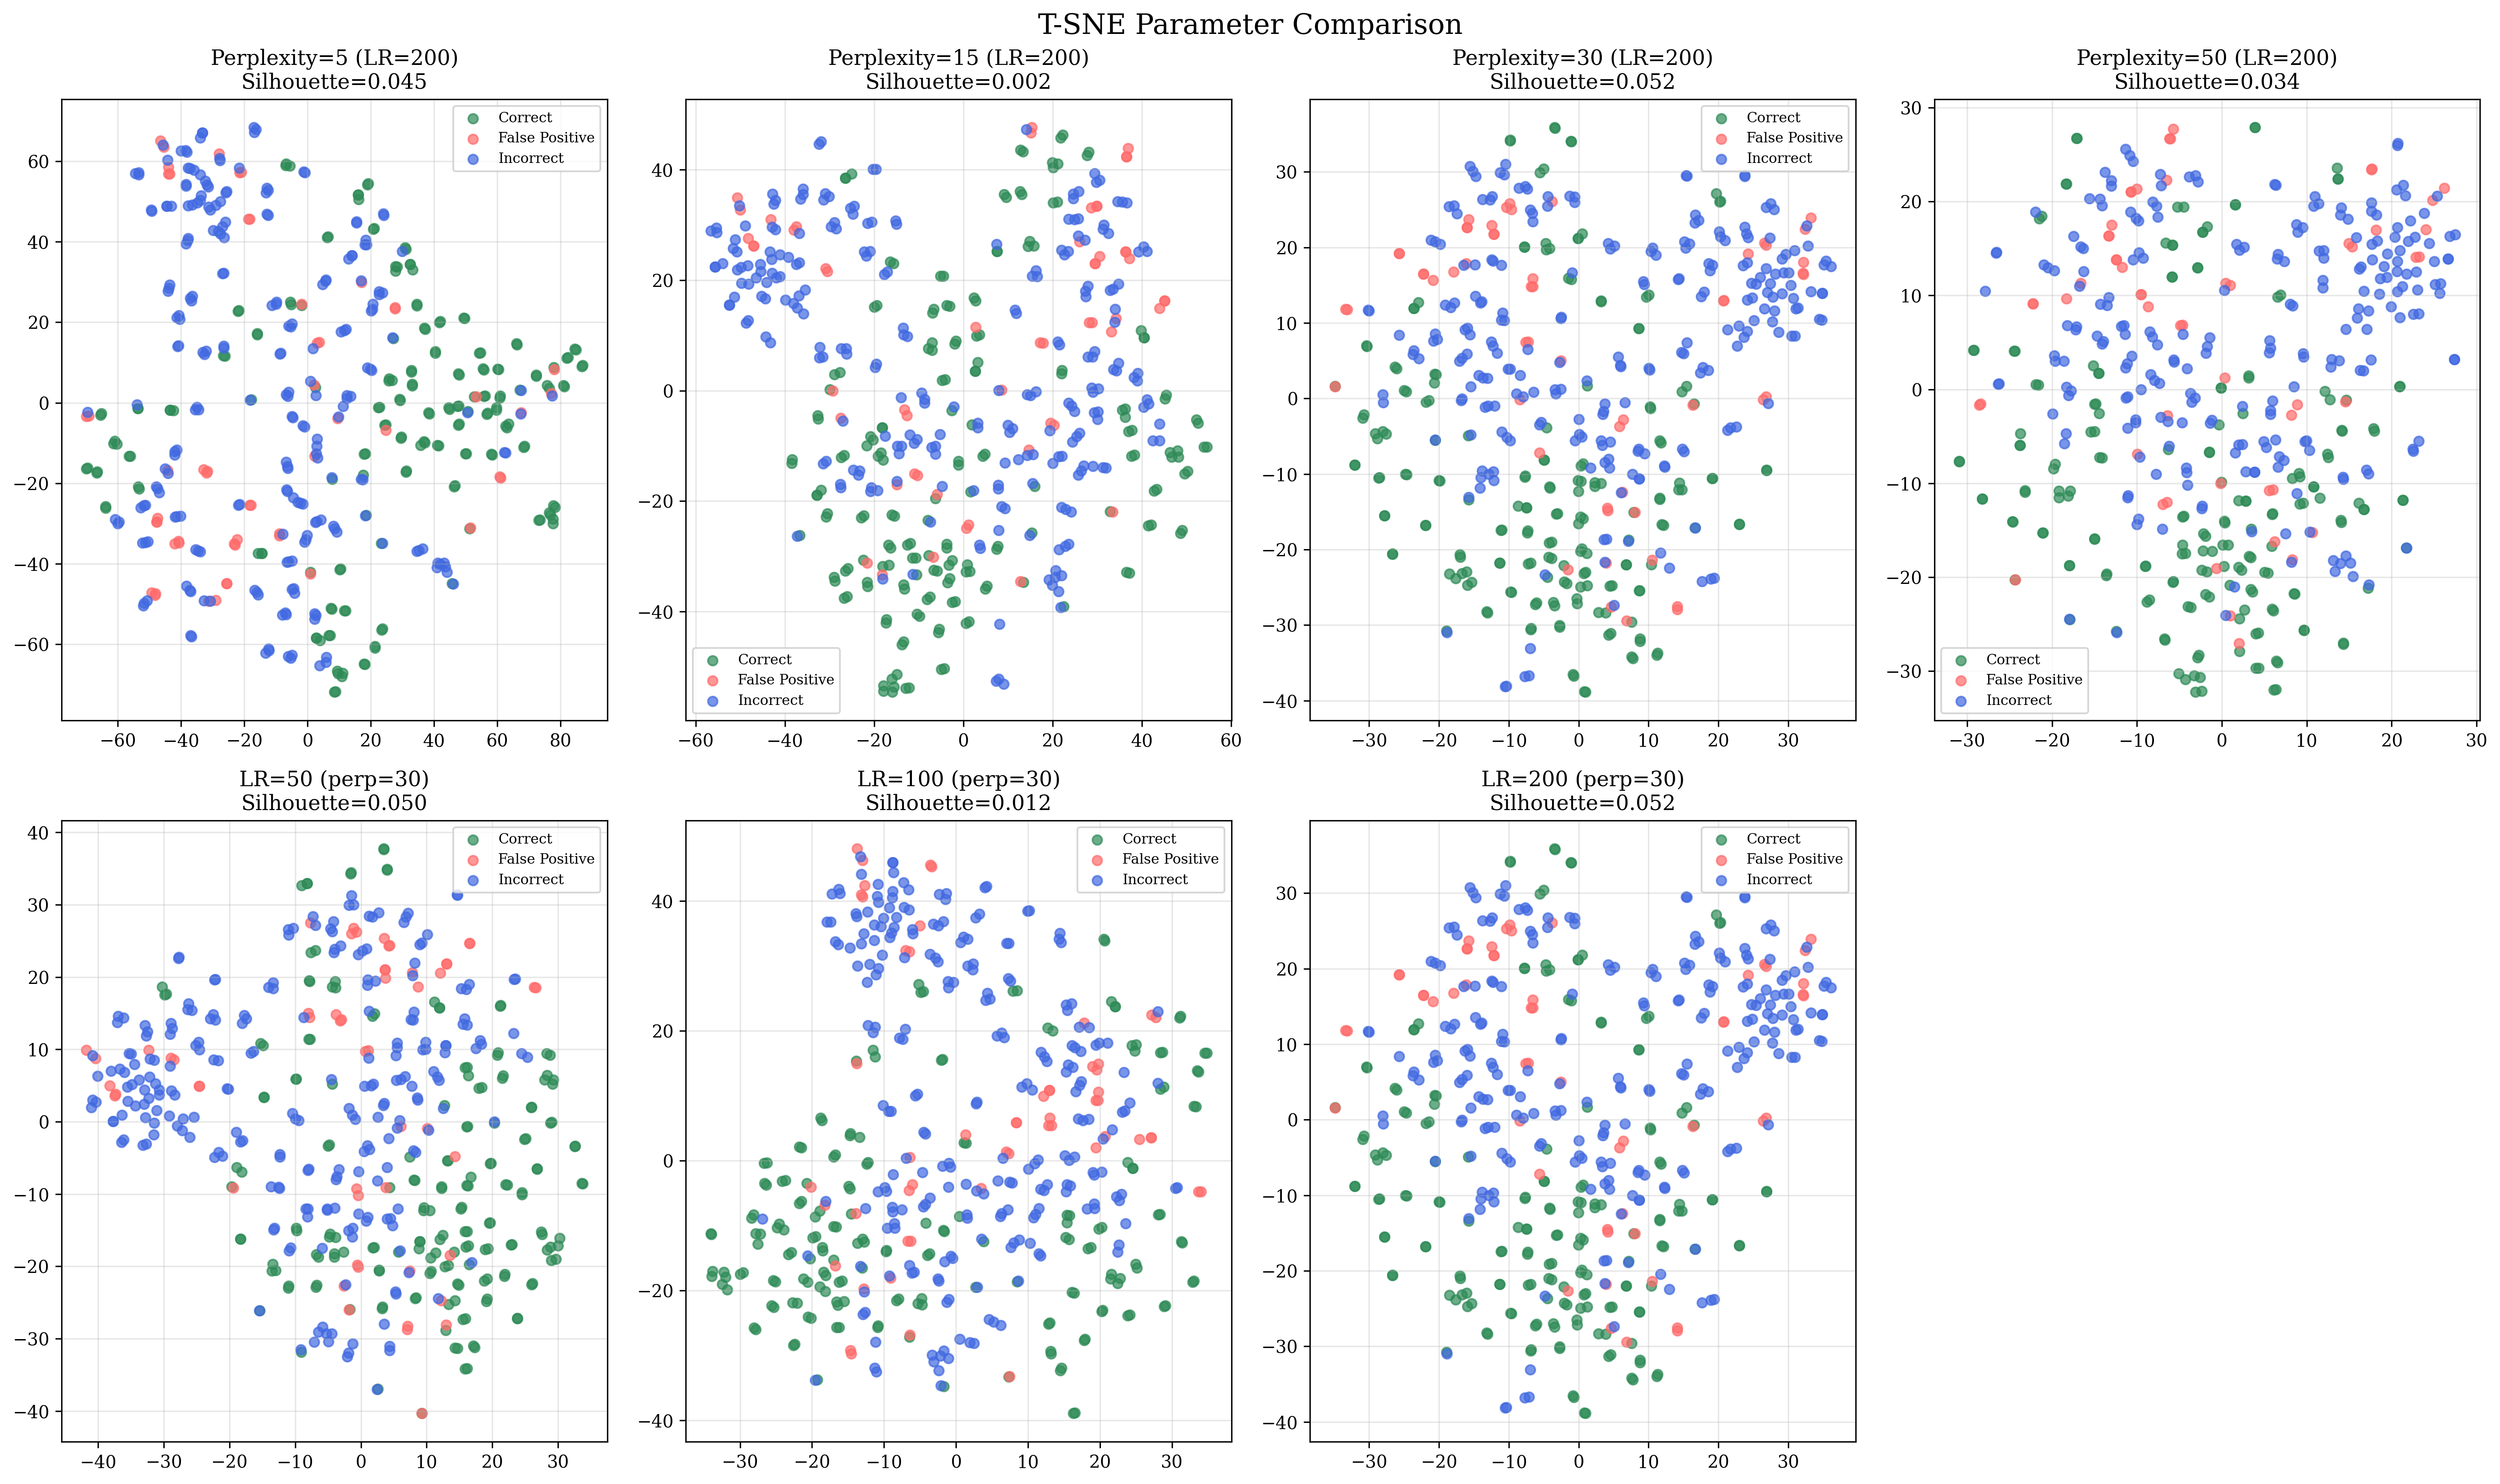 T-SNE Parameter Comparison
Perplexity=5 (LR=200)
Silhouette=0.045
Correct
False Positive
Incorrect
60
40
20
0
−20
−40
−60
−60 −40 −20 0 20 40 60 80
Perplexity=15 (LR=200)
Silhouette=0.002
40
20
0
−20
−40
Correct
False Positive
Incorrect
−60 −40 −20 0 20 40 60
Perplexity=30 (LR=200)
Silhouette=0.052
Correct
False Positive
Incorrect
30
20
10
0
−10
−20
−30
−40
−30 −20 −10 0 10 20 30
Perplexity=50 (LR=200)
Silhouette=0.034
30
20
10
0
−10
−20
−30
Correct
False Positive
Incorrect
−30 −20 −10 0 10 20 30
LR=50 (perp=30)
Silhouette=0.050
Correct
False Positive
Incorrect
40
30
20
10
0
−10
−20
−30
−40
−40 −30 −20 −10 0 10 20 30
LR=100 (perp=30)
Silhouette=0.012
Correct
False Positive
Incorrect
40
20
0
−20
−40
−30 −20 −10 0 10 20 30
LR=200 (perp=30)
Silhouette=0.052
Correct
False Positive
Incorrect
30
20
10
0
−10
−20
−30
−40
−30 −20 −10 0 10 20 30